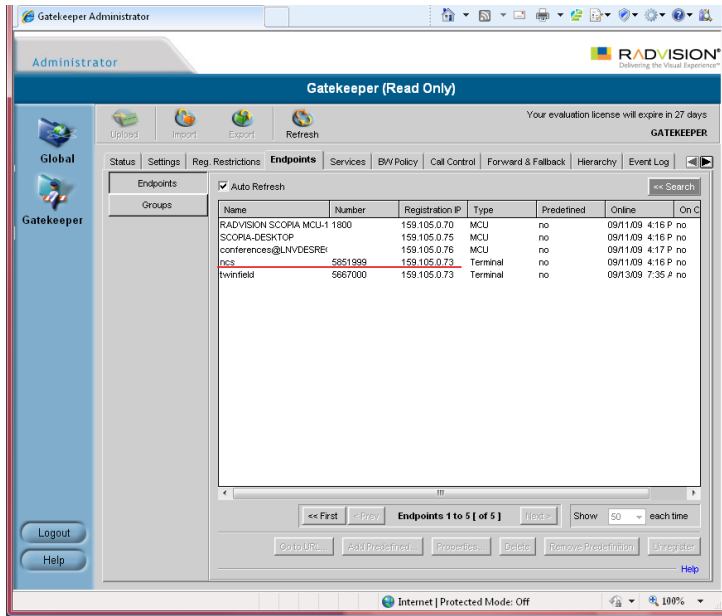 Gatekeeper Administrator
Administrator
RADVISION®
Delivering the Visual Experience™
Gatekeeper (Read Only)
Global
Gatekeeper
Logout
Help
Upload
Import
Export
Refresh
Your evaluation license will expire in 27 days
GATEKEEPER
Status Settings Reg. Restrictions Endpoints Services BW Policy Call Control Forward & Fallback Hierarchy Event Log
Endpoints
Groups
Auto Refresh
<< Search
Name Number Registration IP Type Predefined Online On C
RADVISION SCOPIA MCU-1 1800 159.105.0.70 MCU no 09/11/09 4:16 P no
SCOPIA-DESKTOP 159.105.0.75 MCU no 09/11/09 4:16 P no
conferences@LNVDESRE( 159.105.0.76 MCU no 09/11/09 4:17 P no
ncs 5851999 159.105.0.73 Terminal no 09/11/09 4:16 P no
twinfield 5667000 159.105.0.73 Terminal no 09/13/09 7:35 A no
<< First < Prev Endpoints 1 to 5 [ of 5 ] Next > Show 50 each time
Go to URL... Add Predefined... Properties... Delete Remove Predefinition Unregister
Help
Internet | Protected Mode: Off
100%